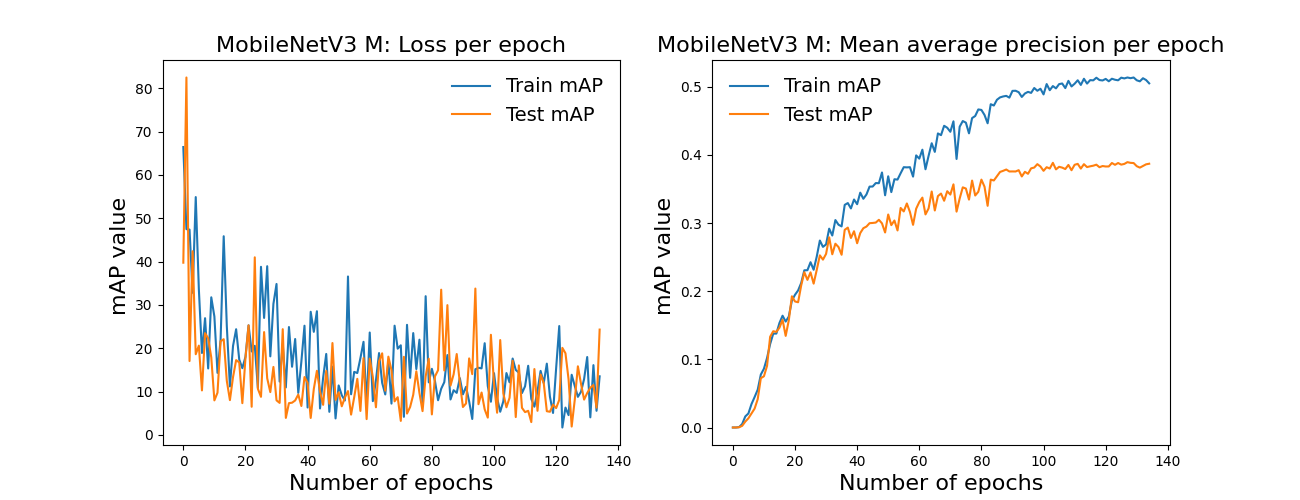 MobileNetV3 M: Loss per epoch
Train mAP
Test mAP
mAP value
80
70
60
50
40
30
20
10
0
0 20 40 60 80 100 120 140
Number of epochs
MobileNetV3 M: Mean average precision per epoch
Train mAP
Test mAP
mAP value
0.5
0.4
0.3
0.2
0.1
0.0
0 20 40 60 80 100 120 140
Number of epochs